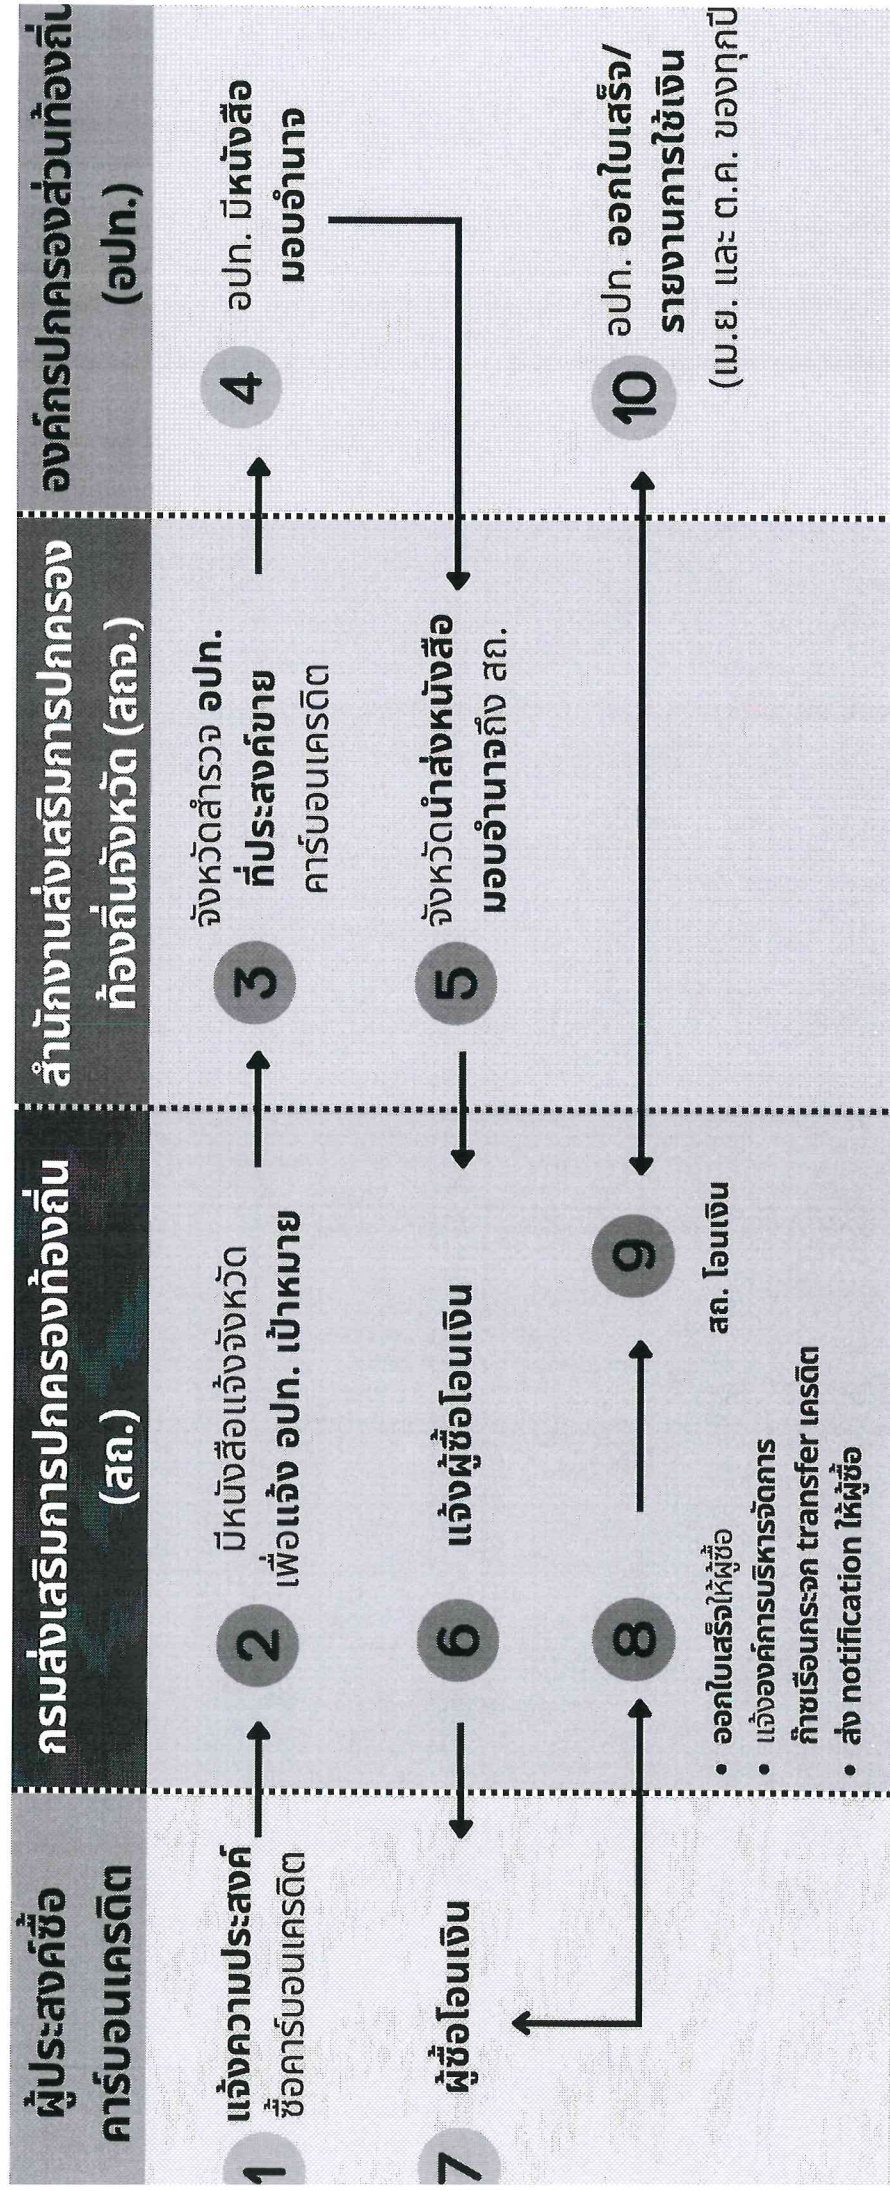 ผู้ประสงค์ซื้อ
คาร์บอนเครดิต
กรมส่งเสริมการปกครองท้องถิ่น
(สถ.)
สำนักงานส่งเสริมการปกครอง
ท้องถิ่นจังหวัด (สถจ.)
องค์กรปกครองส่วนท้องถิ่น
(อปท.)
1
แจ้งความประสงค์
ซื้อคาร์บอนเครดิต
2
มีหนังสือแจ้งจังหวัด
เพื่อแจ้ง อปท. เป้าหมาย
3
จังหวัดสำรวจ อปท.
ที่ประสงค์ขาย
คาร์บอนเครดิต
4
อปท. มีหนังสือ
มอบอำนาจ
5
จังหวัดนำส่งหนังสือ
มอบอำนาจถึง สถ.
6
แจ้งผู้ซื้อโอนเงิน
7
ผู้ซื้อโอนเงิน
8
• ออกใบเสร็จให้ผู้ซื้อ
• แจ้งองค์การบริหารจัดการ
ก๊าซเรือนกระจก transfer เครดิต
• ส่ง notification ให้ผู้ซื้อ
9
สถ. โอนเงิน
10
อปท. ออกใบเสร็จ/
รายงานการใช้เงิน
(เม.ย. และ ต.ค. ของทุกปี